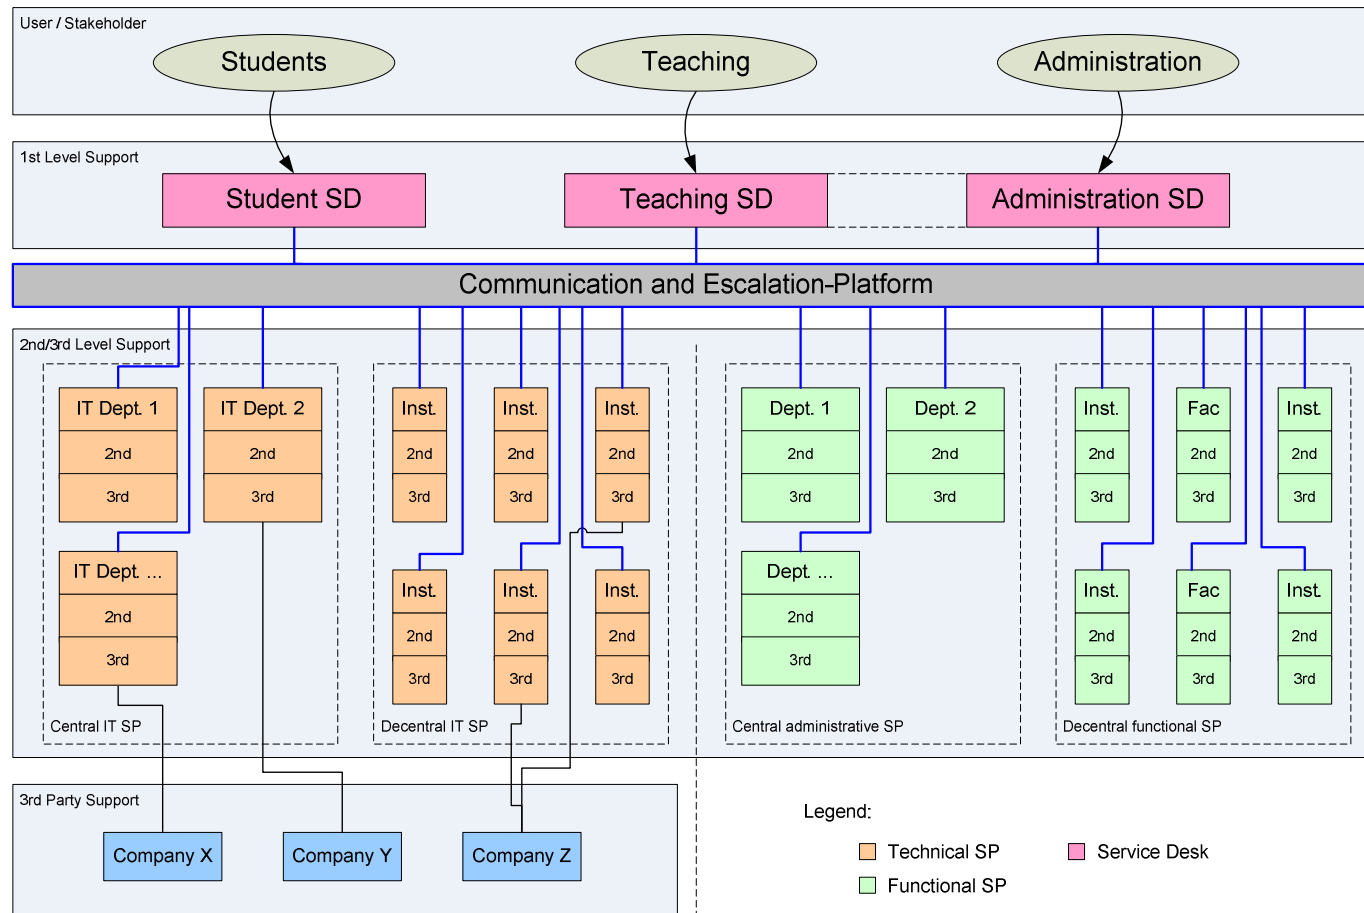 User / Stakeholder
Students
Teaching
Administration
1st Level Support
Student SD
Teaching SD
Administration SD
Communication and Escalation-Platform
2nd/3rd Level Support
IT Dept. 1
2nd
3rd
IT Dept. 2
2nd
3rd
IT Dept. ...
2nd
3rd
Central IT SP
Inst.
2nd
3rd
Inst.
2nd
3rd
Inst.
2nd
3rd
Inst.
2nd
3rd
Inst.
2nd
3rd
Inst.
2nd
3rd
Decentral IT SP
Dept. 1
2nd
3rd
Dept. 2
2nd
3rd
Dept. ...
2nd
3rd
Central administrative SP
Inst.
2nd
3rd
Fac
2nd
3rd
Inst.
2nd
3rd
Inst.
2nd
3rd
Fac
2nd
3rd
Inst.
2nd
3rd
Decentral functional SP
3rd Party Support
Company X
Company Y
Company Z
Legend:
Technical SP
Service Desk
Functional SP